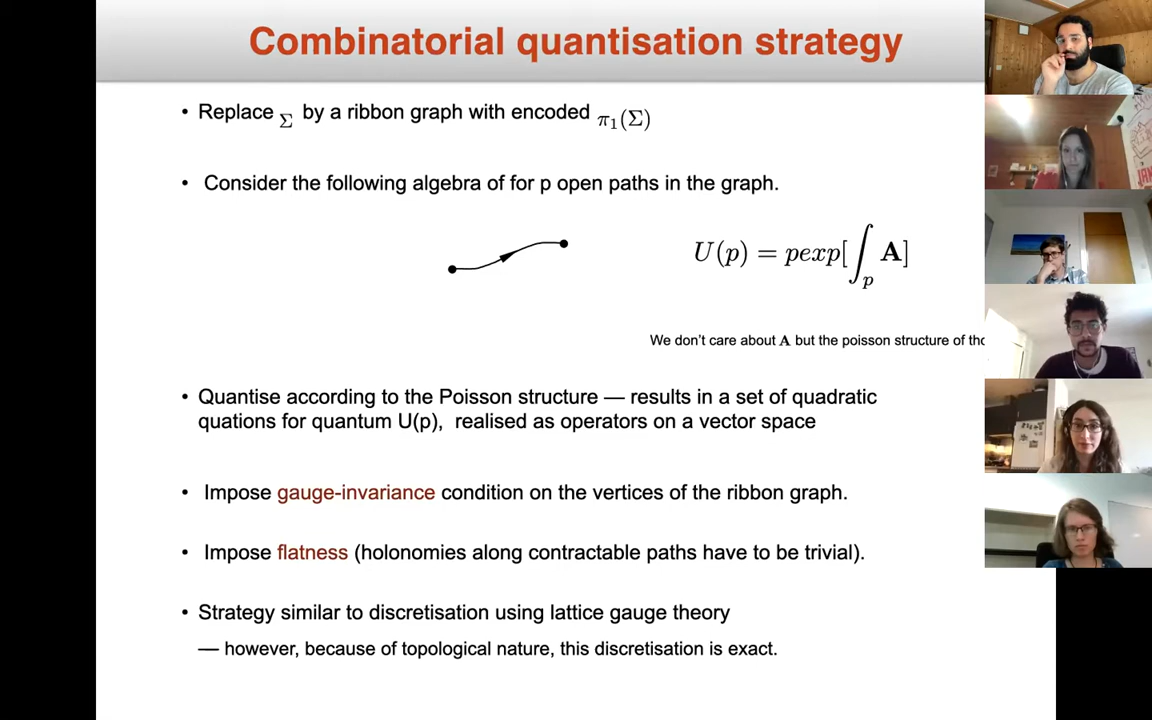 Combinatorial quantisation strategy
• Replace Σ by a ribbon graph with encoded π₁(Σ)
• Consider the following algebra of for p open paths in the graph.
U(p) = pexp[∫ₚ A]
We don't care about A but the poisson structure of
• Quantise according to the Poisson structure — results in a set of quadratic
quations for quantum U(p), realised as operators on a vector space
• Impose gauge-invariance condition on the vertices of the ribbon graph.
• Impose flatness (holonomies along contractable paths have to be trivial).
• Strategy similar to discretisation using lattice gauge theory
— however, because of topological nature, this discretisation is exact.